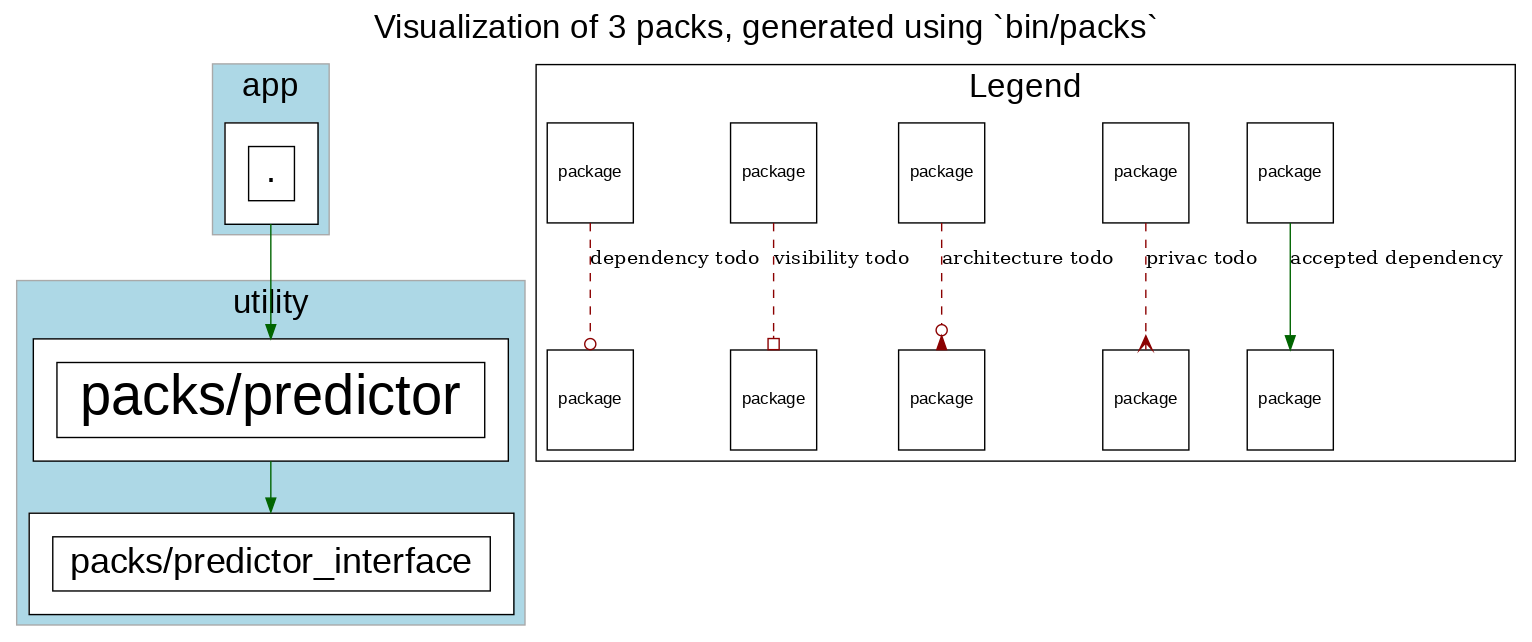 Visualization of 3 packs, generated using `bin/packs`
app
.
utility
packs/predictor
packs/predictor_interface
Legend
package package package package package
dependency todo visibility todo architecture todo privac todo accepted dependency
package package package package package